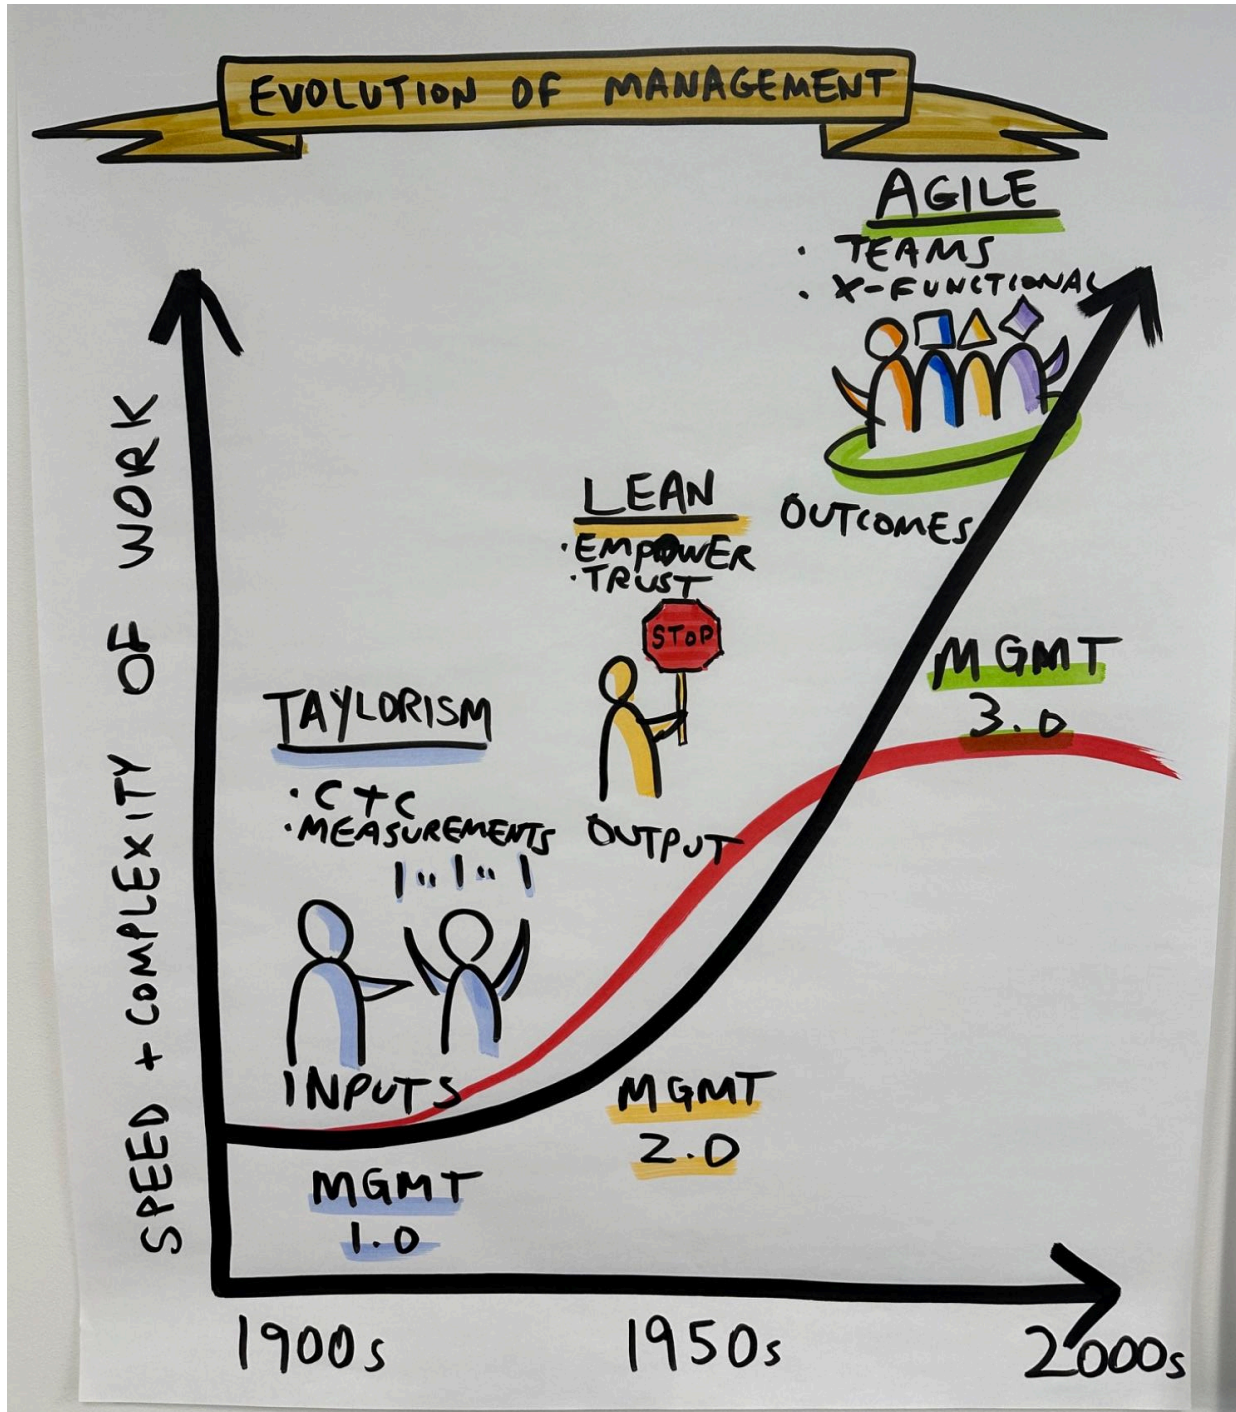 EVOLUTION OF MANAGEMENT
AGILE
• TEAMS
• X-FUNCTIONAL
OUTCOMES
LEAN
• EMPOWER
• TRUST
STOP
OUTPUT
TAYLORISM
• C + C
• MEASUREMENTS
INPUTS
MGMT
1.0
MGMT
2.0
MGMT
3.0
SPEED + COMPLEXITY OF WORK
1900s
1950s
2000s